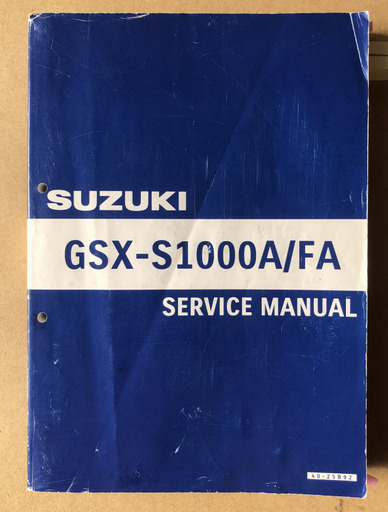 SUZUKI
GSX-S1000A/FA
SERVICE MANUAL
40-25B92